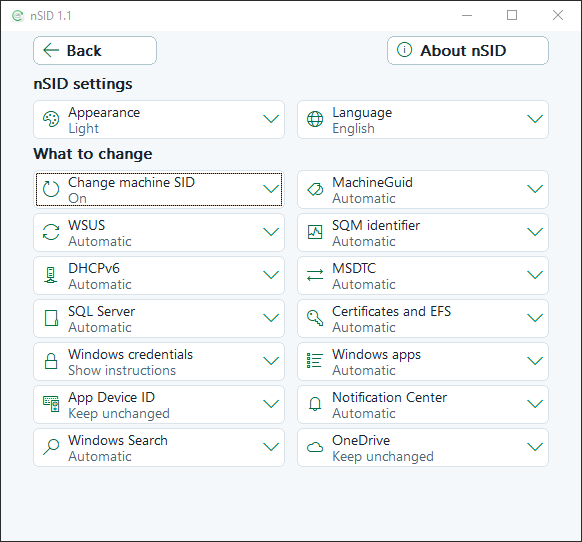 nSID 1.1
Back
About nSID
nSID settings
Appearance
Light
Language
English
What to change
Change machine SID
On
MachineGuid
Automatic
WSUS
Automatic
SQM identifier
Automatic
DHCPv6
Automatic
MSDTC
Automatic
SQL Server
Automatic
Certificates and EFS
Automatic
Windows credentials
Show instructions
Windows apps
Automatic
App Device ID
Keep unchanged
Notification Center
Automatic
Windows Search
Automatic
OneDrive
Keep unchanged